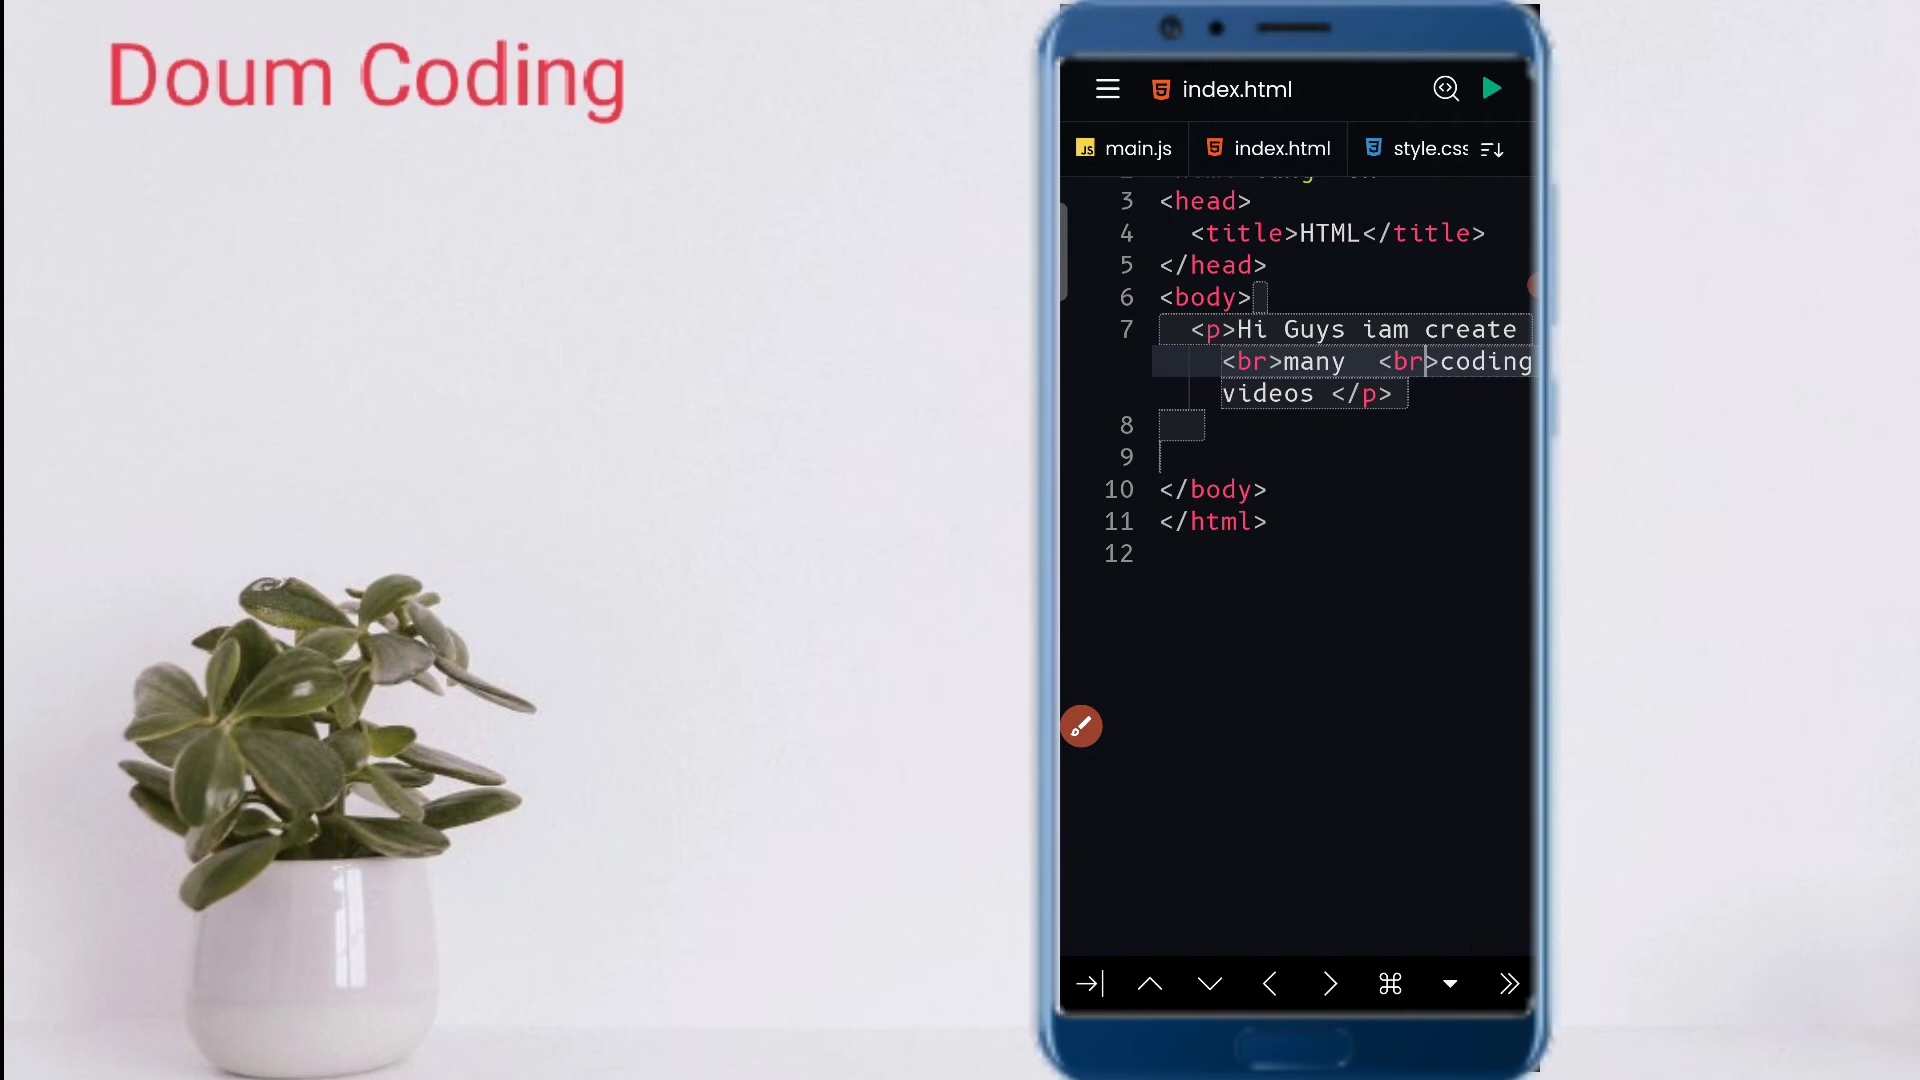 Doum Coding
index.html
JS main.js
index.html
style.css
3 <head>
4 <title>HTML</title>
5 </head>
6 <body>
7 <p>Hi Guys iam create
<br>many <br>coding
videos </p>
8
9
10 </body>
11 </html>
12